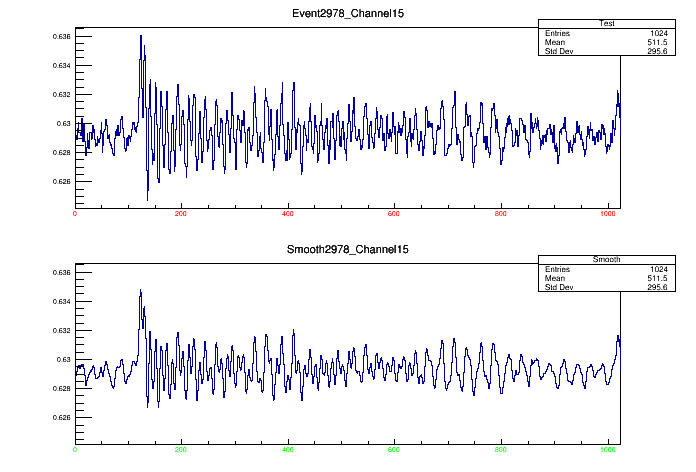 Event2978_Channel15
Test
Entries 1024
Mean 511.5
Std Dev 295.6
0.636
0.634
0.632
0.63
0.628
0.626
0 200 400 600 800 1000
Smooth2978_Channel15
Smooth
Entries 1024
Mean 511.5
Std Dev 295.6
0.636
0.634
0.632
0.63
0.628
0.626
0 200 400 600 800 1000